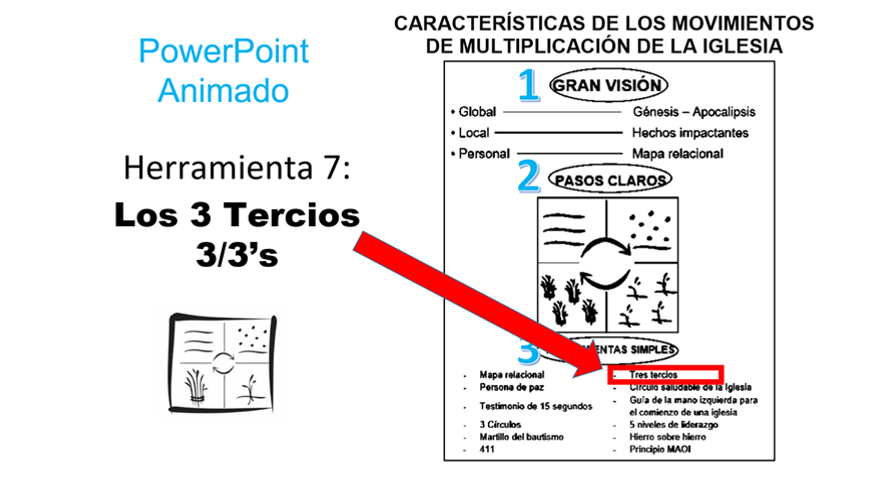 PowerPoint
Animado
Herramienta 7:
Los 3 Tercios
3/3’s
CARACTERÍSTICAS DE LOS MOVIMIENTOS
DE MULTIPLICACIÓN DE LA IGLESIA
1 GRAN VISIÓN
• Global Génesis – Apocalipsis
• Local Hechos impactantes
• Personal Mapa relacional
2 PASOS CLAROS
3 SIMPLES
- Mapa relacional
- Persona de paz
- Testimonio de 15 segundos
- 3 Círculos
- Martillo del bautismo
- 411
- Tres tercios
- Círculo saludable de la Iglesia
- Guía de la mano izquierda para
el comienzo de una iglesia
- 5 niveles de liderazgo
- Hierro sobre hierro
- Principio MAOI